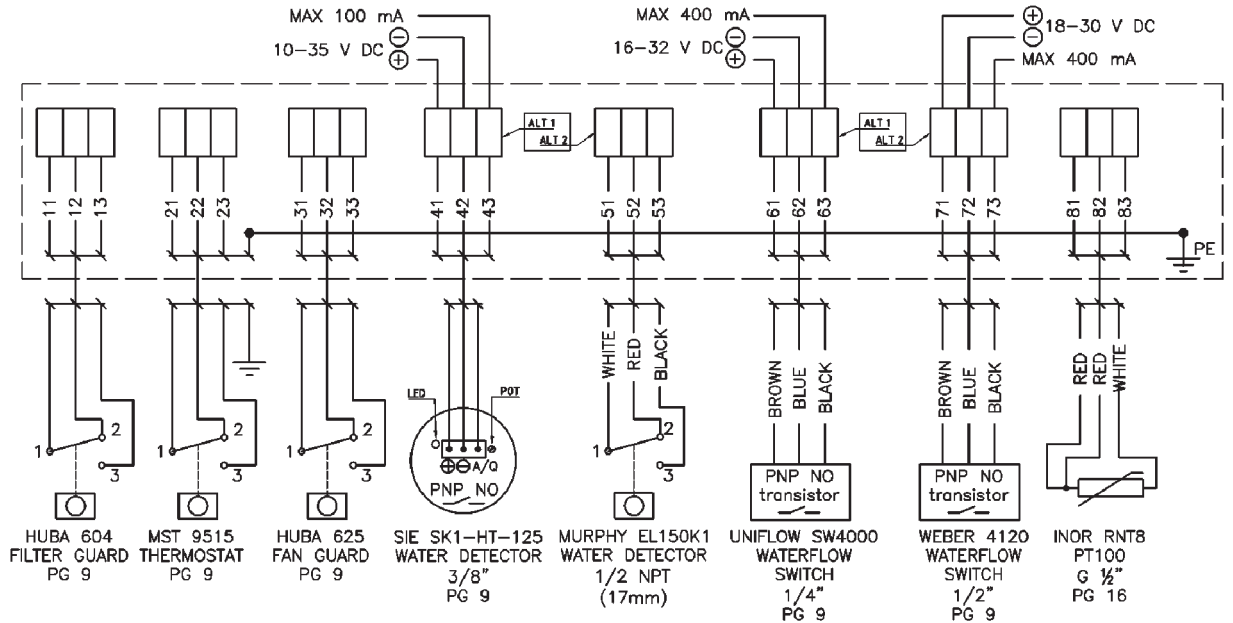 MAX 100 mA
10-35 V DC
MAX 400 mA
16-32 V DC
18-30 V DC
MAX 400 mA
ALT 1
ALT 2
ALT 1
ALT 2
11 12 13
21 22 23
31 32 33
41 42 43
51 52 53
61 62 63
71 72 73
81 82 83
PE
WHITE
RED
BLACK
BROWN
BLUE
BLACK
BROWN
BLUE
BLACK
RED
RED
WHITE
1 2 3
1 2 3
1 2 3
LED
POT
A/Q
PNP NO
2
3
PNP NO
transistor
PNP NO
transistor
HUBA 604
FILTER GUARD
PG 9
MST 9515
THERMOSTAT
PG 9
HUBA 625
FAN GUARD
PG 9
SIE SK1-HT-125
WATER DETECTOR
3/8"
PG 9
MURPHY EL150K1
WATER DETECTOR
1/2 NPT
(17mm)
UNIFLOW SW4000
WATERFLOW
SWITCH
1/4"
PG 9
WEBER 4120
WATERFLOW
SWITCH
1/2"
PG 9
INOR RNT8
PT100
G ½"
PG 16